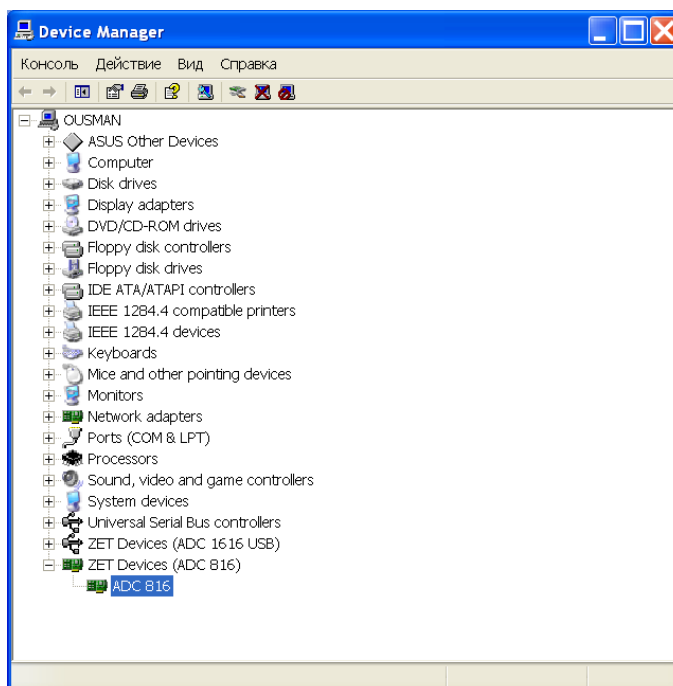 Device Manager
Консоль Действие Вид Справка
OUSMAN
ASUS Other Devices
Computer
Disk drives
Display adapters
DVD/CD-ROM drives
Floppy disk controllers
Floppy disk drives
IDE ATA/ATAPI controllers
IEEE 1284.4 compatible printers
IEEE 1284.4 devices
Keyboards
Mice and other pointing devices
Monitors
Network adapters
Ports (COM & LPT)
Processors
Sound, video and game controllers
System devices
Universal Serial Bus controllers
ZET Devices (ADC 1616 USB)
ZET Devices (ADC 816)
ADC 816